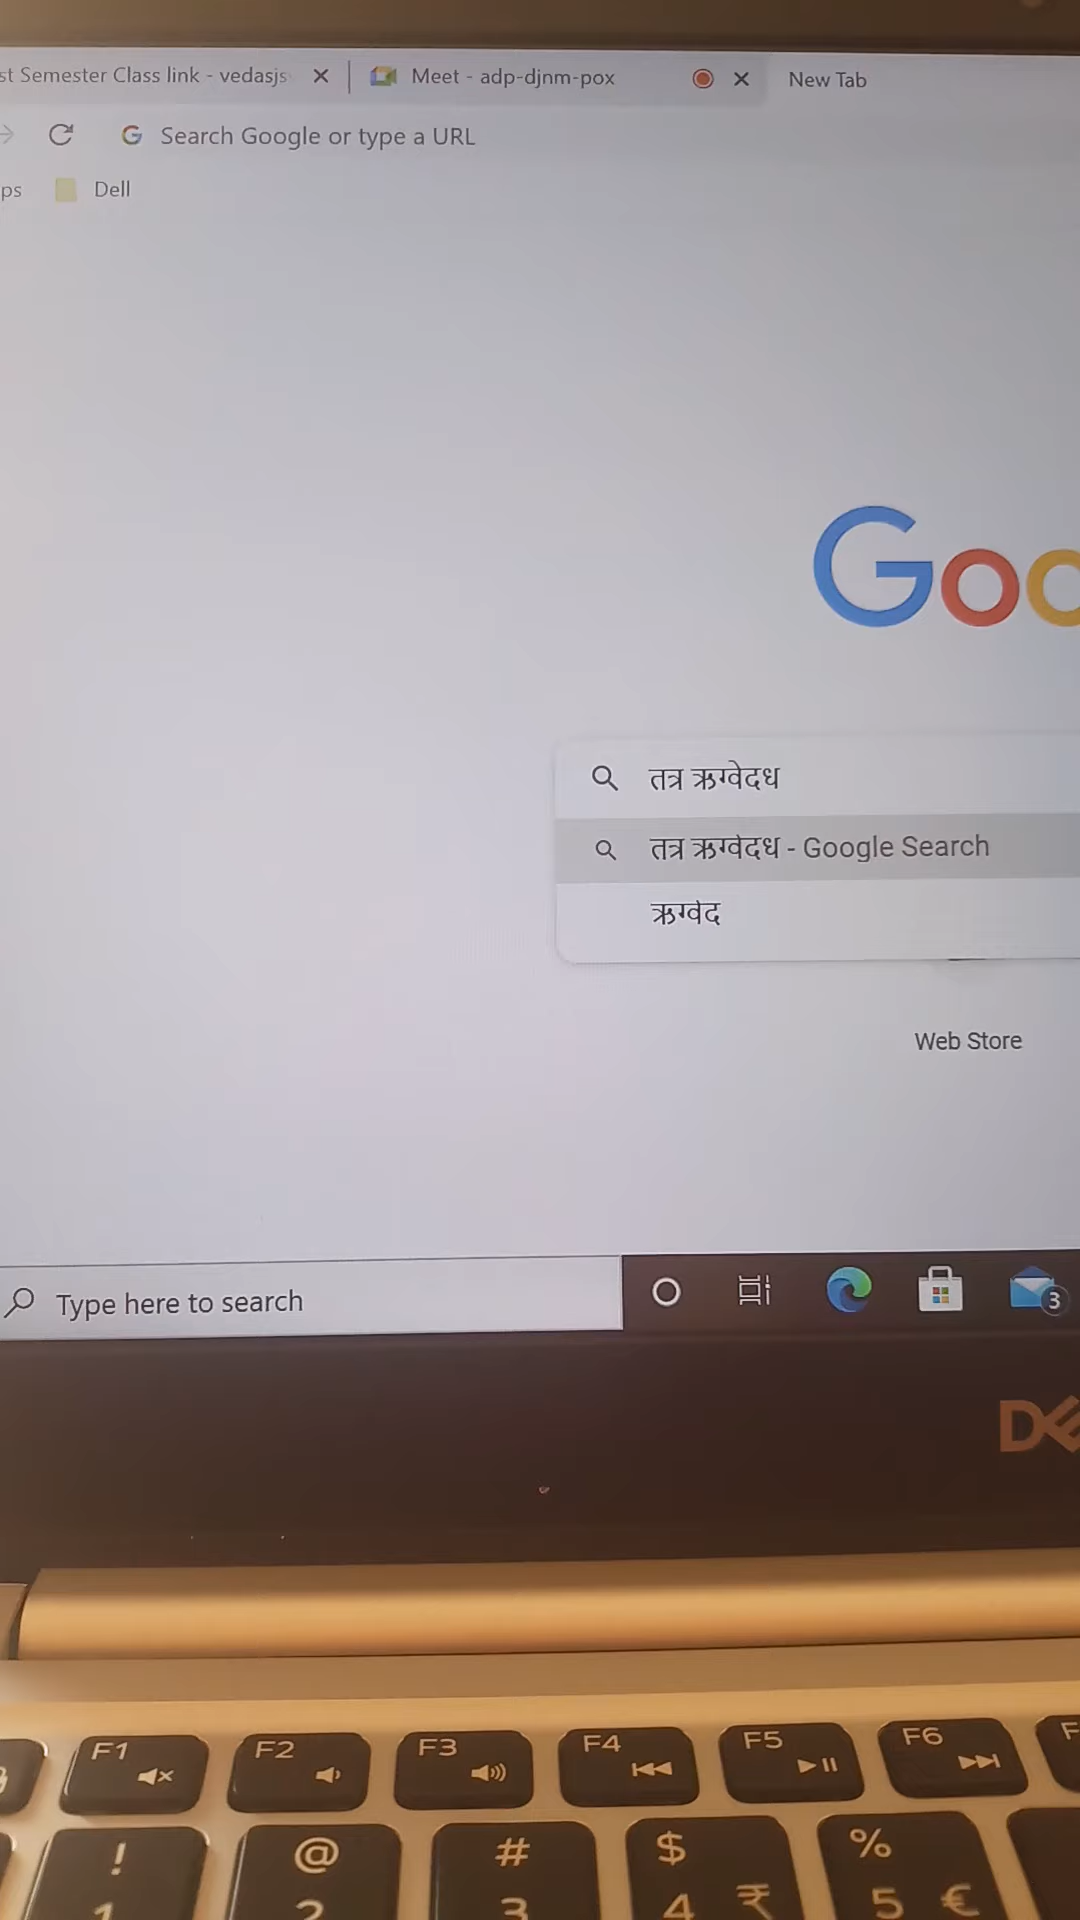 st Semester Class link - vedasjs
Meet - adp-djnm-pox
New Tab
Search Google or type a URL
ps
Dell
Goo
तत्र ऋग्वेदध
तत्र ऋग्वेदध - Google Search
ऋग्वेद
Web Store
Type here to search
3
DE
F1
F2
F3
F4
F5
F6
F
!
@
#
$
%
1
2
3
4 ₹
5 €